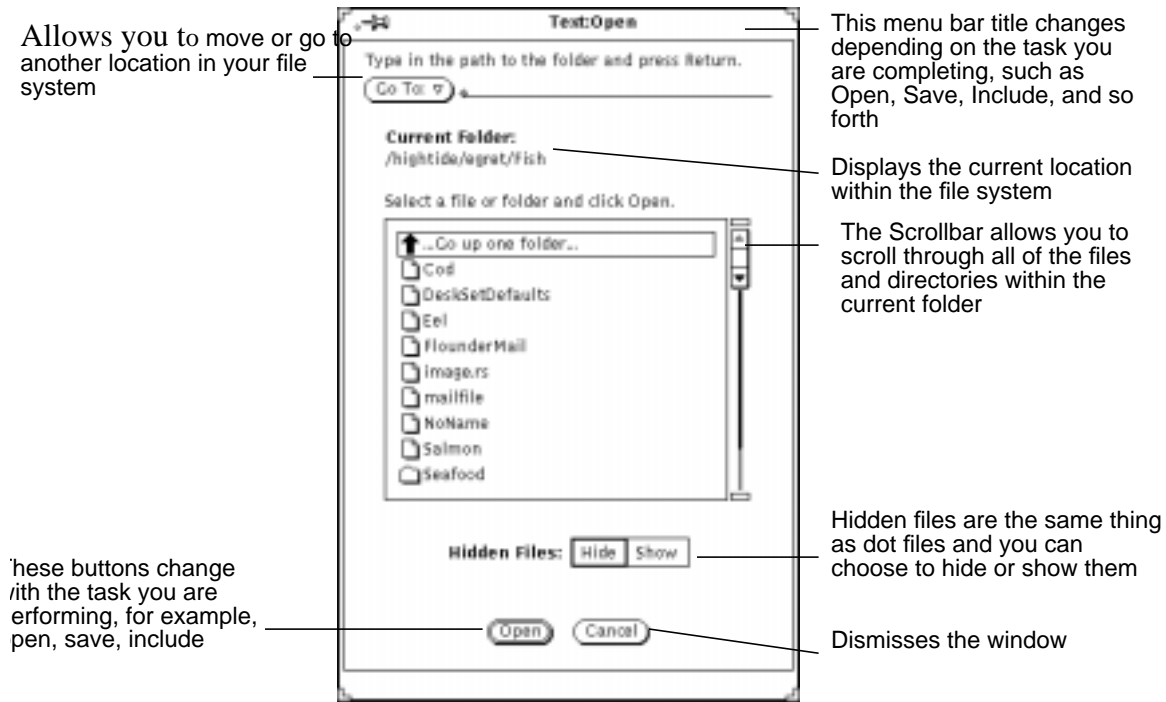 Allows you to move or go to
another location in your file
system
These buttons change
with the task you are
performing, for example,
open, save, include
Text:Open
Type in the path to the folder and press Return.
Go To:
Current Folder:
/hightide/egret/Fish
Select a file or folder and click Open.
...Go up one folder...
Cod
DeskSetDefaults
Eel
FlounderMail
image.rs
mailfile
NoName
Salmon
Seafood
Hidden Files: Hide Show
Open Cancel
This menu bar title changes
depending on the task you
are completing, such as
Open, Save, Include, and so
forth
Displays the current location
within the file system
The Scrollbar allows you to
scroll through all of the files
and directories within the
current folder
Hidden files are the same thing
as dot files and you can
choose to hide or show them
Dismisses the window